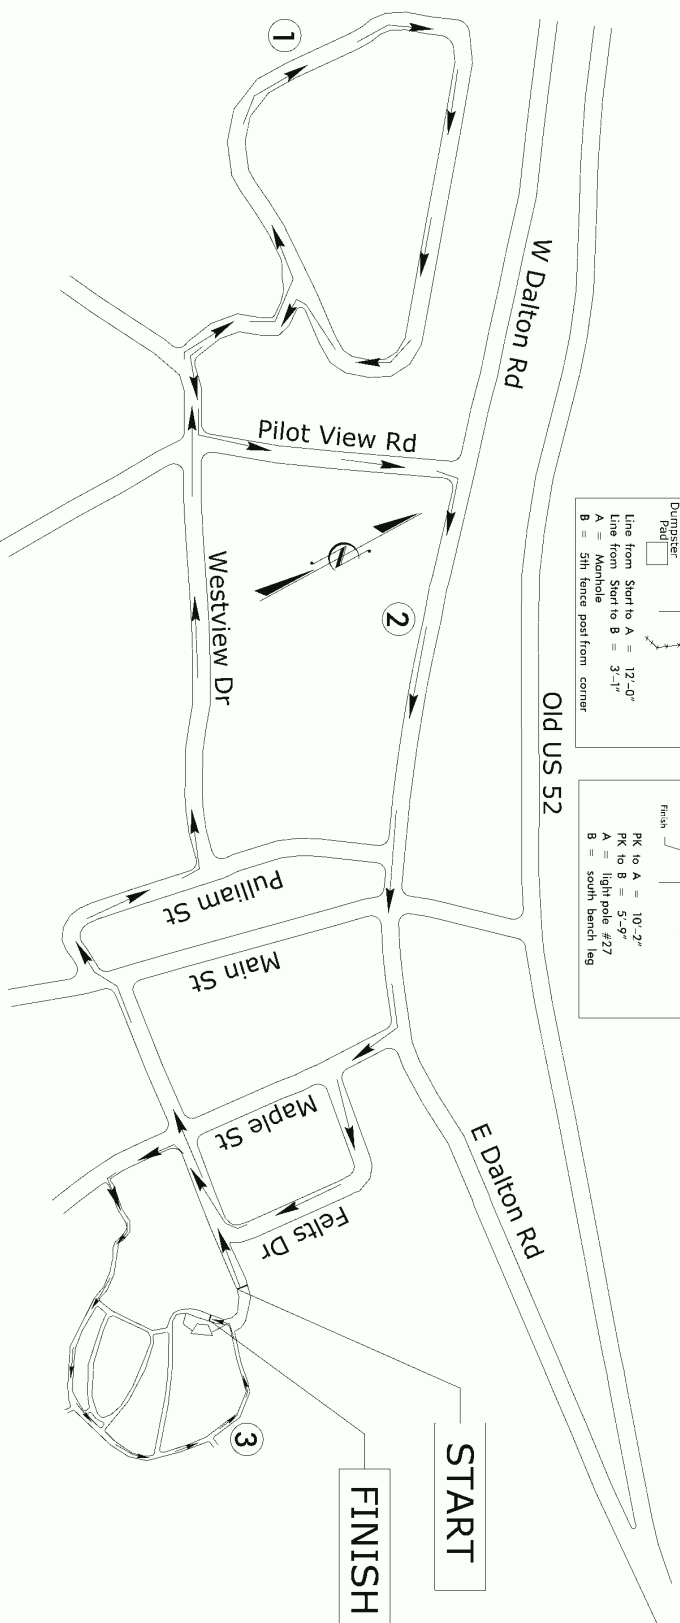 1
W Dalton Rd
Pilot View Rd
2
Westview Dr
Old US 52
Pulliam St
Main St
Maple St
Felts Dr
E Dalton Rd
3
START
FINISH
Dumpster
Pad
Line from Start to A = 12'-0"
Line from Start to B = 3'-1"
A = Manhole
B = 5th fence post from corner
Finish
PK to A = 10'-2"
PK to B = 5'-9"
A = light pole #27
B = south bench leg